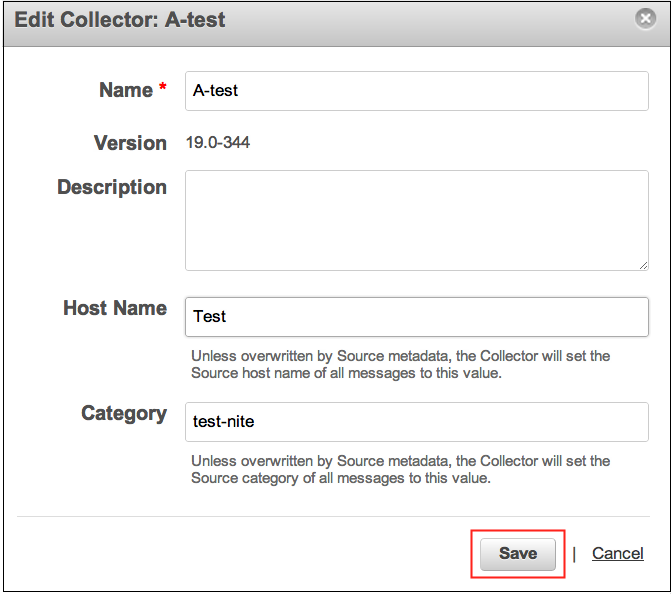 Edit Collector: A-test
Name * A-test
Version 19.0-344
Description
Host Name Test
Unless overwritten by Source metadata, the Collector will set the
Source host name of all messages to this value.
Category test-nite
Unless overwritten by Source metadata, the Collector will set the
Source category of all messages to this value.
Save | Cancel